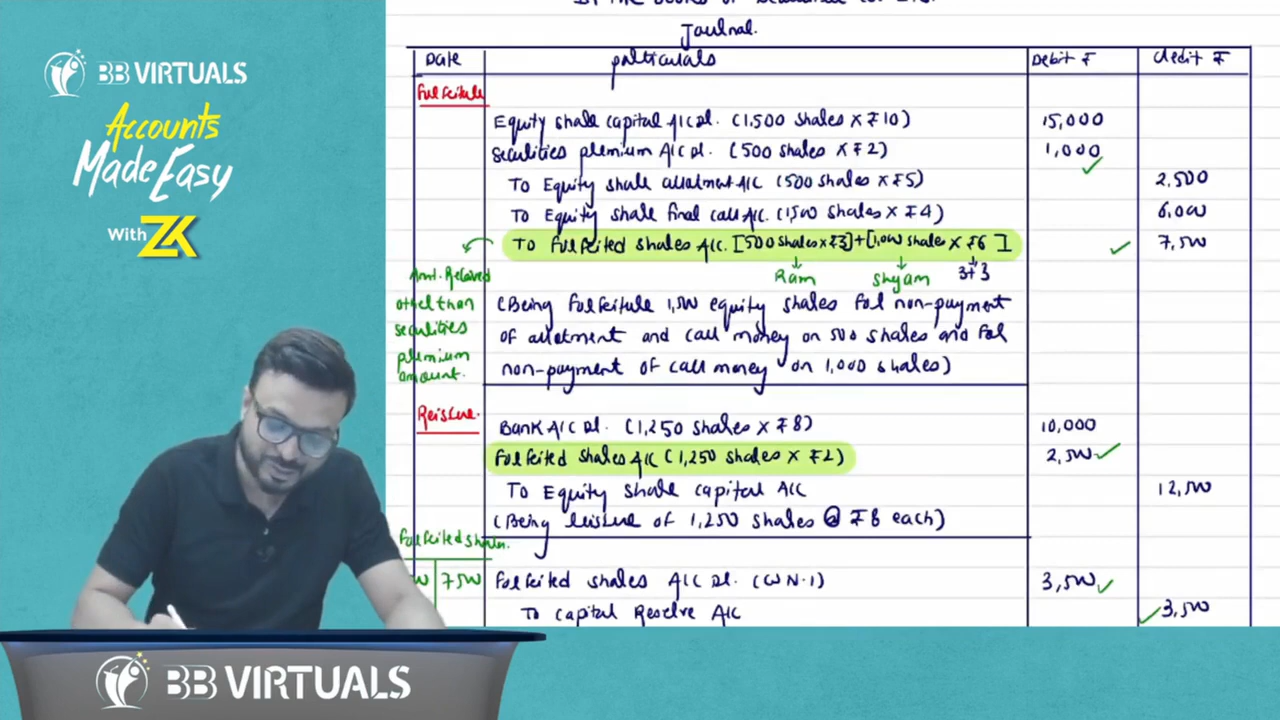 Journal.
Date particulars Debit ₹ Credit ₹
BB VIRTUALS
Accounts
Made Easy
With ZK
Forfeiture
Equity share capital A/C Dr. (1,500 shares × ₹10) 15,000
Securities premium A/C Dr. (500 shares × ₹2) 1,000
To Equity share allotment A/C (500 shares × ₹5) 2,500
To Equity share final call A/C. (1,500 shares × ₹4) 6,000
To forfeited shares A/C. [500 shares×₹3]+[1,000 shares × ₹6] 7,500
Ram Shyam 3+3
Amt. Received
other than
securities
premium
amount.
(Being forfeiture 1,500 equity shares for non-payment
of allotment and call money on 500 shares and for
non-payment of call money on 1,000 shares)
Reissue.
Bank A/C Dr. (1,250 shares × ₹8) 10,000
Forfeited shares A/C (1,250 shares × ₹2) 2,500
To Equity share capital A/C 12,500
(Being reissue of 1,250 shares @ ₹8 each)
Forfeited shares.
7500
Forfeited shares A/C Dr. (WN.1) 3,500
To Capital Reserve A/C 3,500
BB VIRTUALS